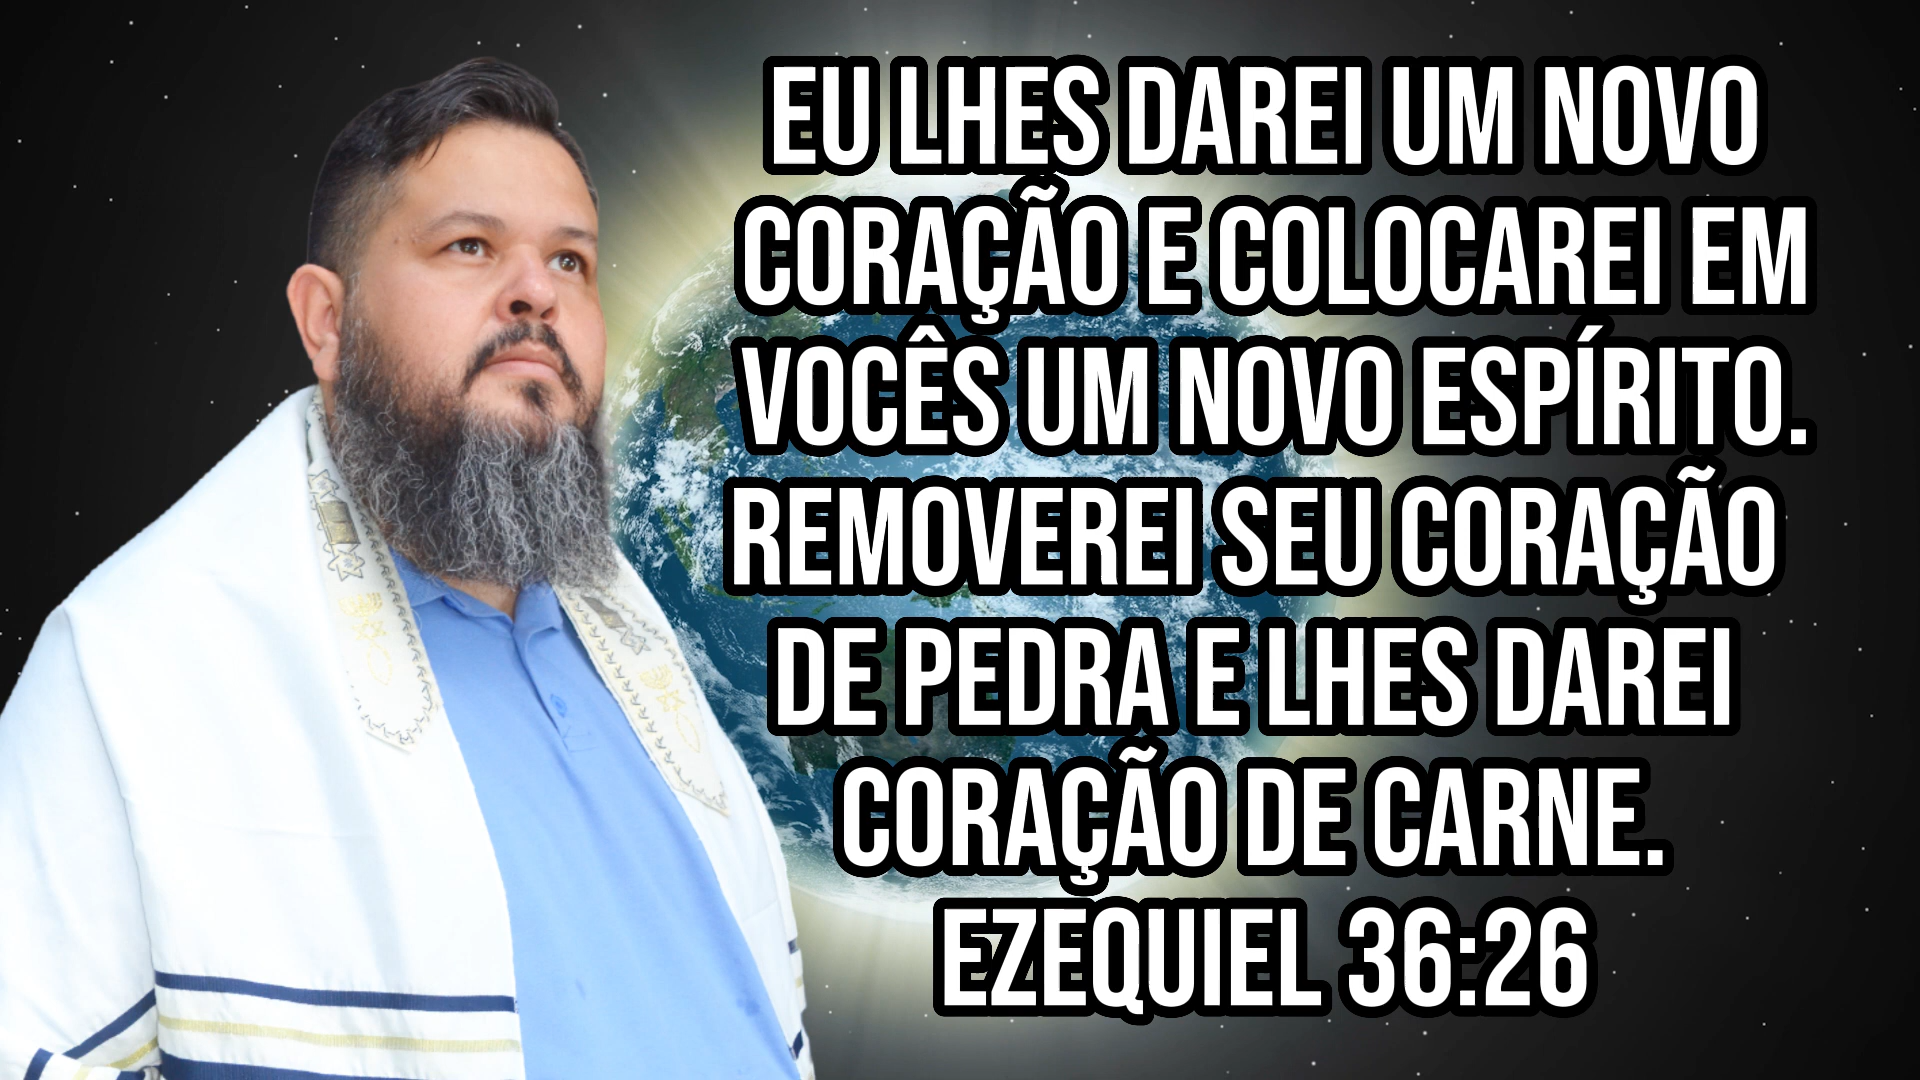 EU LHES DAREI UM NOVO
CORAÇÃO E COLOCAREI EM
VOCÊS UM NOVO ESPÍRITO.
REMOVEREI SEU CORAÇÃO
DE PEDRA E LHES DAREI
CORAÇÃO DE CARNE.
EZEQUIEL 36:26